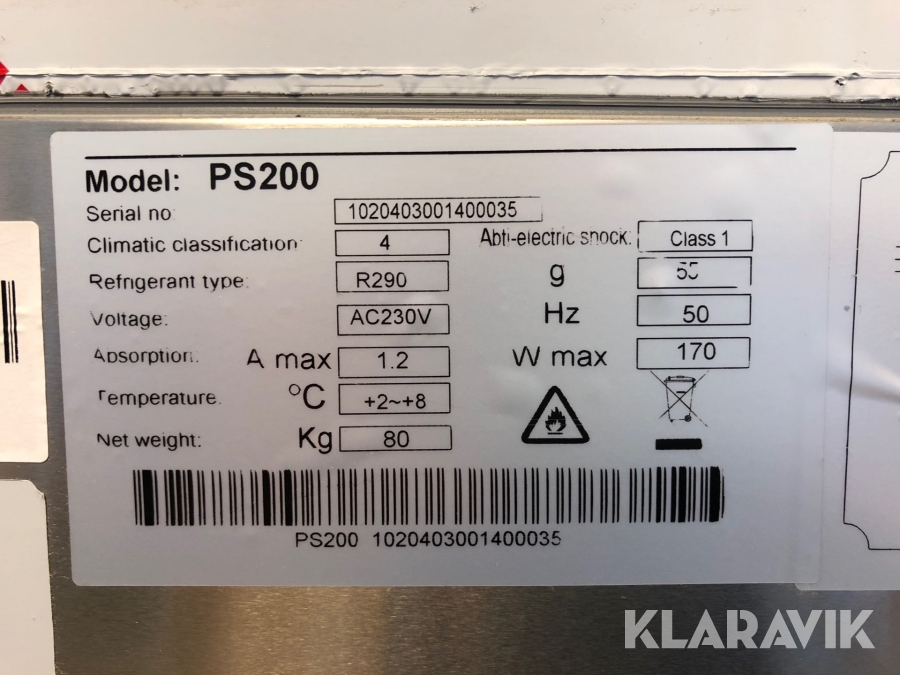 Model: PS200
Serial no 1020403001400035
Climatic classification: 4 Abti-electric shock: Class 1
Refrigerant type: R290 g
Voltage: AC230V Hz 50
Absorption: A max 1.2 W max 170
Temperature. °C +2~+8
Net weight: Kg 80
PS200 1020403001400035
KLARAVIK